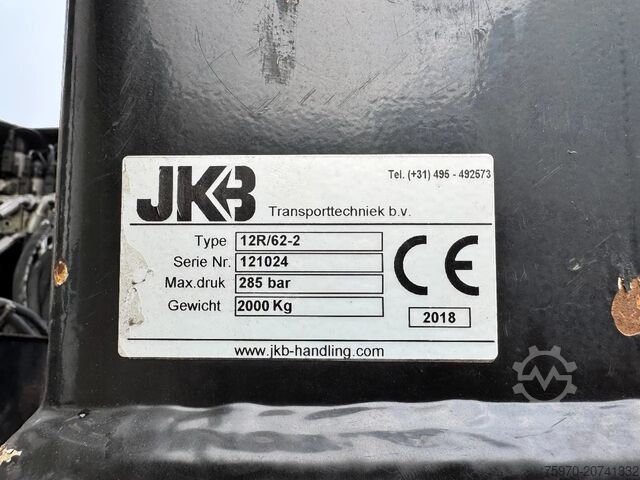 JKB
Tel. (+31) 495 - 492573
Transporttechniek b.v.
Type 12R/62-2
Serie Nr. 121024
Max.druk 285 bar
Gewicht 2000 Kg
CE
2018
www.jkb-handling.com
75970-20741332